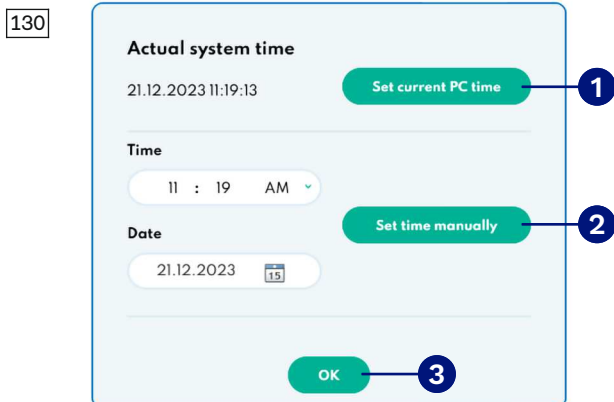 130
Actual system time
21.12.2023 11:19:13
Set current PC time
1
Time
11 : 19 AM
Set time manually
2
Date
21.12.2023
15
OK
3